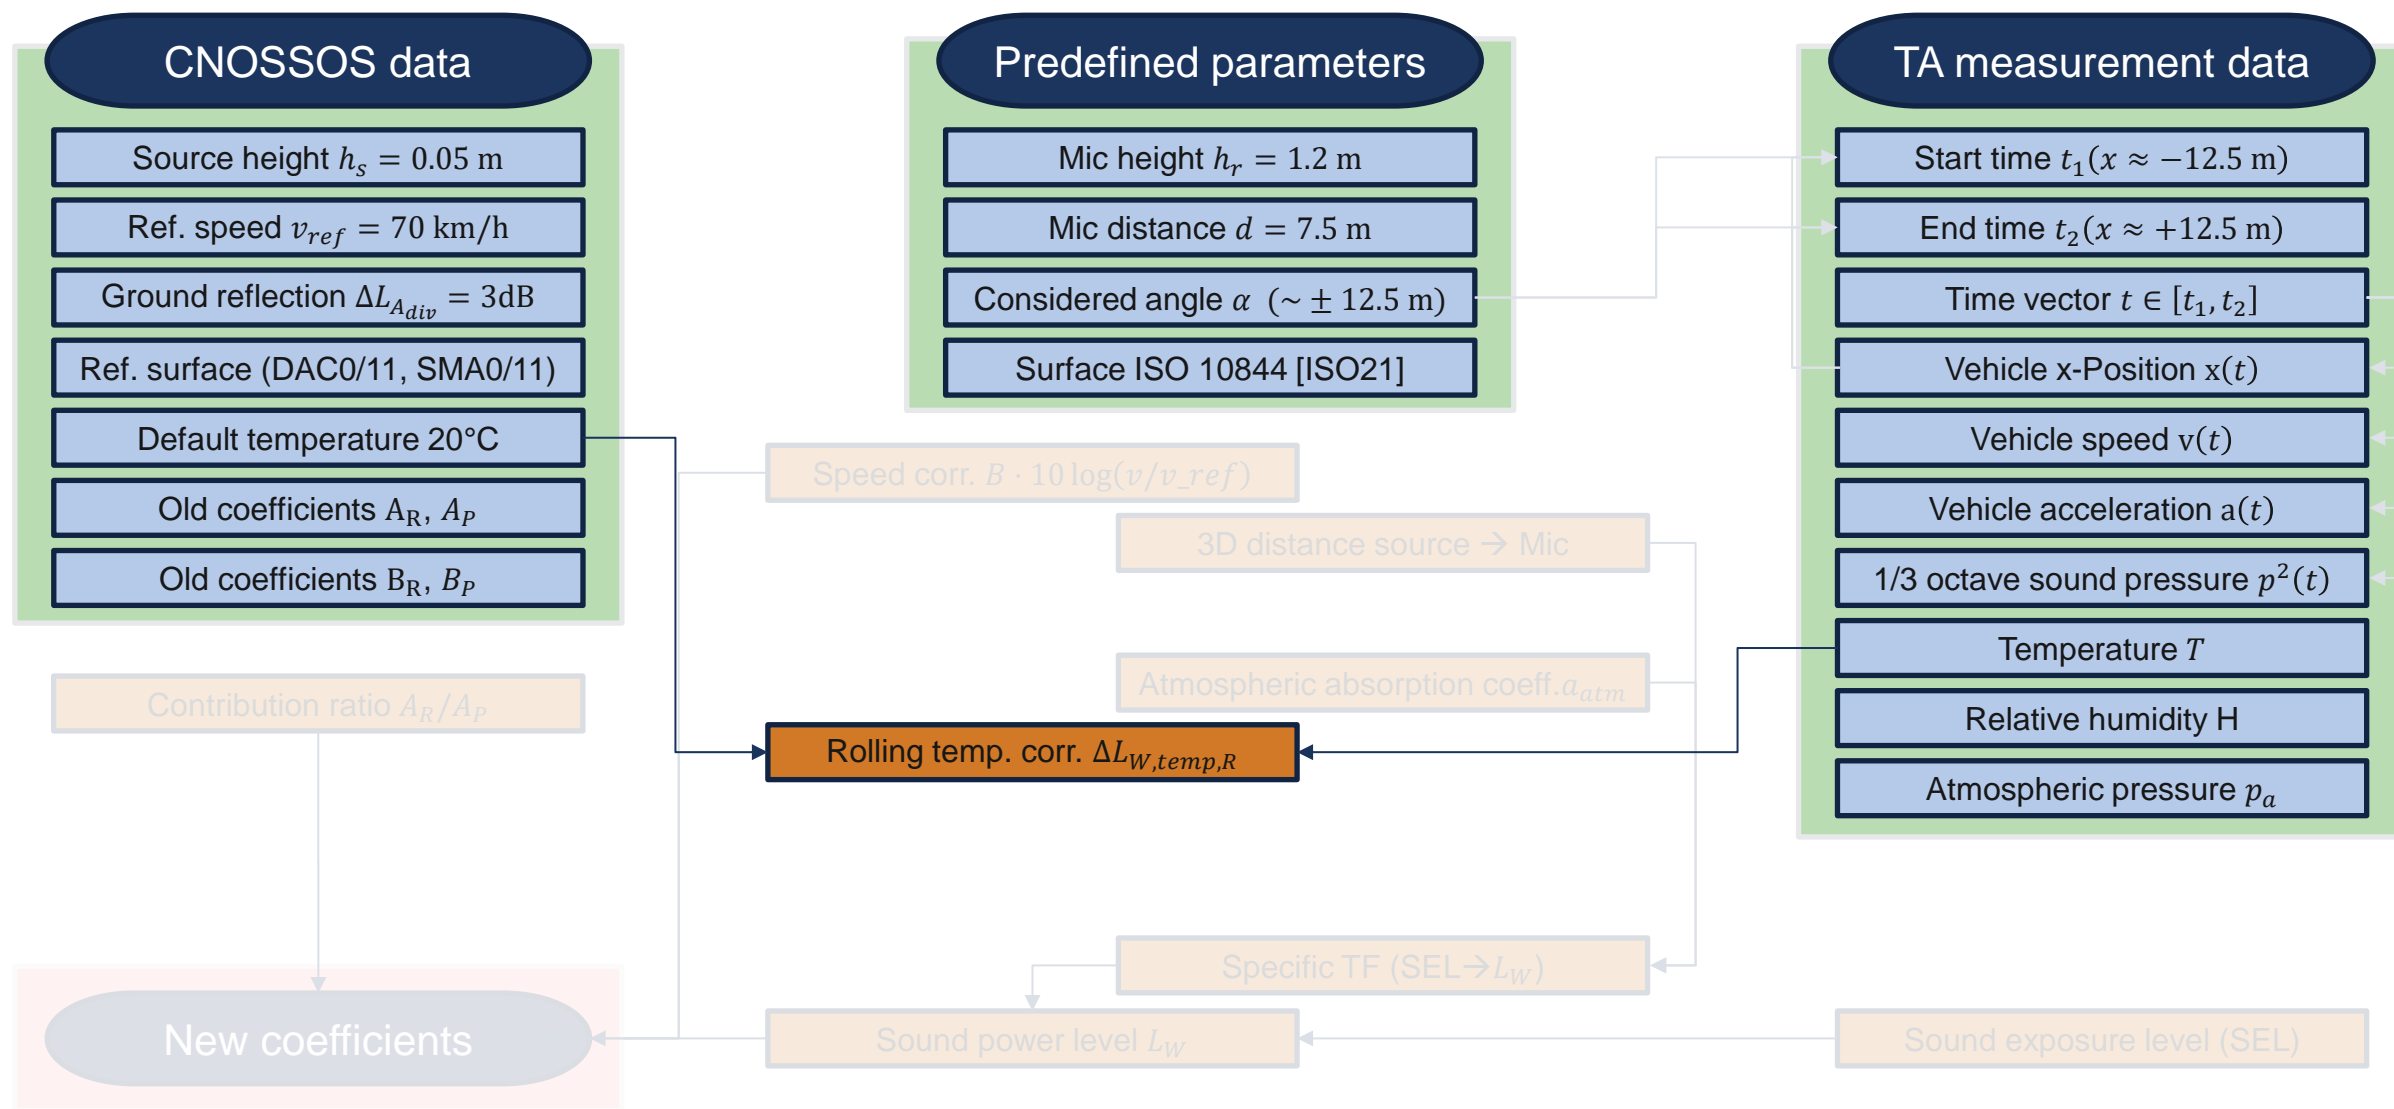 CNOSSOS data
Source height h_s = 0.05 m
Ref. speed v_ref = 70 km/h
Ground reflection ΔL_{A_div} = 3dB
Ref. surface (DAC0/11, SMA0/11)
Default temperature 20°C
Old coefficients A_R, A_P
Old coefficients B_R, B_P
Contribution ratio A_R/A_P
New coefficients
Predefined parameters
Mic height h_r = 1.2 m
Mic distance d = 7.5 m
Considered angle α (~ ± 12.5 m)
Surface ISO 10844 [ISO21]
Speed corr. B · 10 log(v/v_ref)
3D distance source → Mic
Atmospheric absorption coeff. a_atm
Rolling temp. corr. ΔL_{W,temp,R}
Specific TF (SEL→L_W)
Sound power level L_W
TA measurement data
Start time t_1(x ≈ −12.5 m)
End time t_2(x ≈ +12.5 m)
Time vector t ∈ [t_1, t_2]
Vehicle x-Position x(t)
Vehicle speed v(t)
Vehicle acceleration a(t)
1/3 octave sound pressure p²(t)
Temperature T
Relative humidity H
Atmospheric pressure p_a
Sound exposure level (SEL)